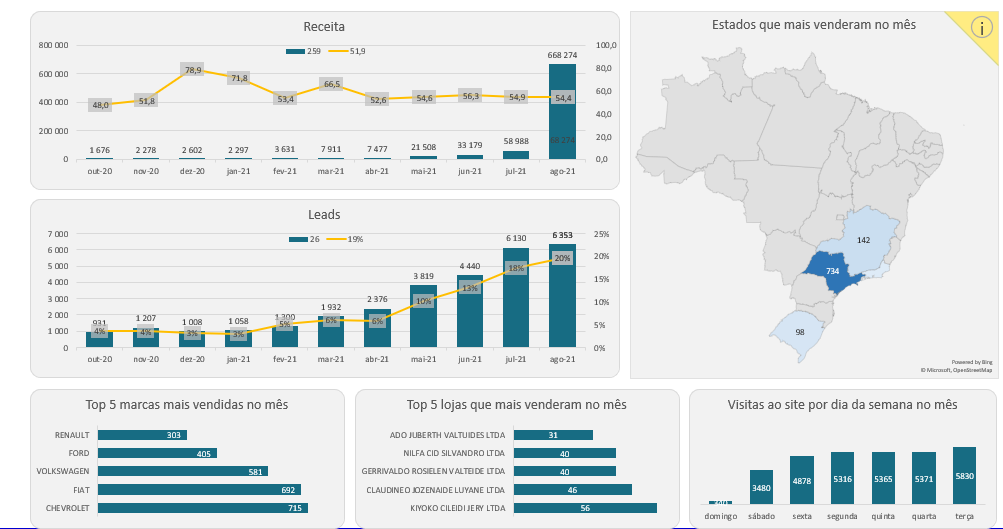 Receita
259 51,9
800 000
600 000
400 000
200 000
0
100,0
80,0
60,0
40,0
20,0
0,0
48,0 51,8 78,9 71,8 53,4 66,5 52,6 54,6 56,3 54,9 54,4
1 676 2 278 2 602 2 297 3 631 7 911 7 477 21 508 33 179 58 988 668 274
out-20 nov-20 dez-20 jan-21 fev-21 mar-21 abr-21 mai-21 jun-21 jul-21 ago-21
Leads
26 19%
7 000
6 000
5 000
4 000
3 000
2 000
1 000
0
25%
20%
15%
10%
5%
0%
931 1 207 1 008 1 058 1 300 1 932 2 376 3 819 4 440 6 130 6 353
4% 4% 3% 3% 5% 6% 6% 10% 13% 18% 20%
out-20 nov-20 dez-20 jan-21 fev-21 mar-21 abr-21 mai-21 jun-21 jul-21 ago-21
Estados que mais venderam no mês
i
142
734
98
Powered by Bing
© Microsoft, OpenStreetMap
Top 5 marcas mais vendidas no mês
RENAULT 303
FORD 405
VOLKSWAGEN 581
FIAT 692
CHEVROLET 715
Top 5 lojas que mais venderam no mês
ADO JUBERTH VALTUIDES LTDA 31
NILFA CID SILVANDRO LTDA 40
GERRIVALDO ROSIELEN VALTEIDE LTDA 40
CLAUDINEO JOZENAIDE LUYANE LTDA 46
KIYOKO CILEIDI JERY LTDA 56
Visitas ao site por dia da semana no mês
3480 4878 5316 5365 5371 5830
domingo sábado sexta segunda quinta quarta terça